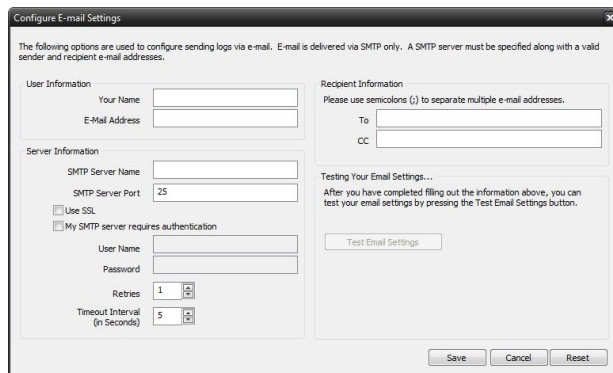 Configure E-mail Settings
The following options are used to configure sending logs via e-mail. E-mail is delivered via SMTP only. A SMTP server must be specified along with a valid
sender and recipient e-mail addresses.
User Information
Your Name
E-Mail Address
Server Information
SMTP Server Name
SMTP Server Port 25
Use SSL
My SMTP server requires authentication
User Name
Password
Retries 1
Timeout Interval
(in Seconds) 5
Recipient Information
Please use semicolons (;) to separate multiple e-mail addresses.
To
CC
Testing Your Email Settings...
After you have completed filling out the information above, you can
test your email settings by pressing the Test Email Settings button.
Test Email Settings
Save Cancel Reset